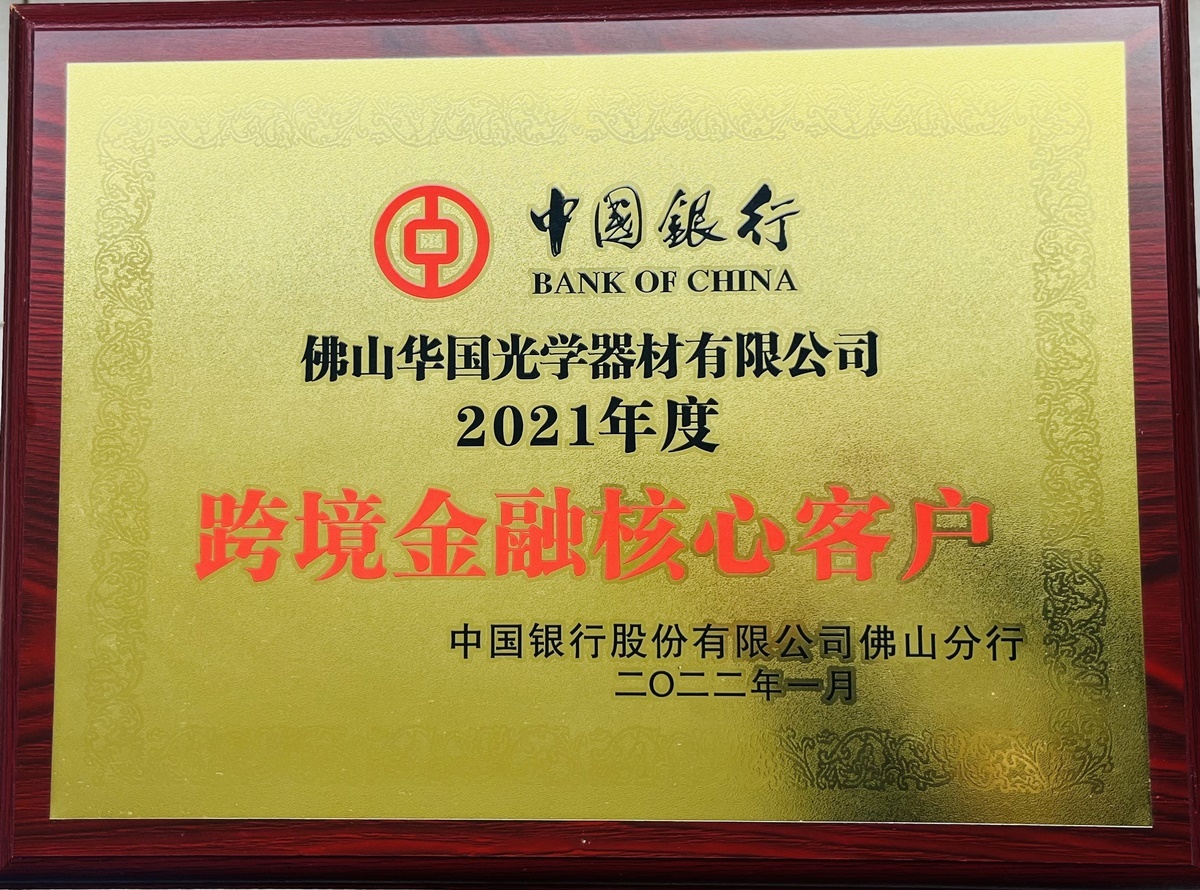 中国銀行
BANK OF CHINA
佛山华国光学器材有限公司
2021年度
跨境金融核心客户
中国银行股份有限公司佛山分行
二〇二二年一月